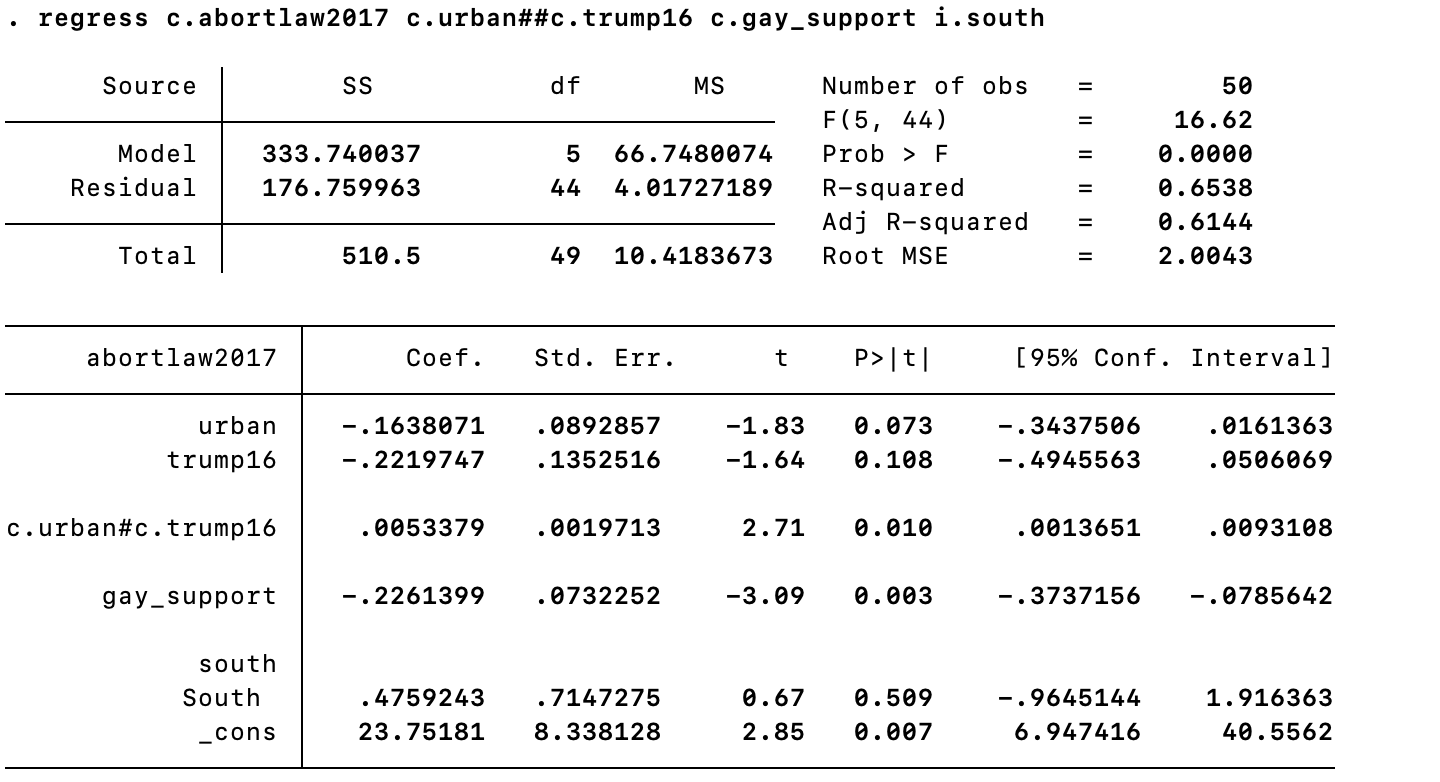 . regress c.abortlaw2017 c.urban##c.trump16 c.gay_support i.south
Source SS df MS Number of obs = 50
F(5, 44) = 16.62
Model 333.740037 5 66.7480074 Prob > F = 0.0000
Residual 176.759963 44 4.01727189 R-squared = 0.6538
Adj R-squared = 0.6144
Total 510.5 49 10.4183673 Root MSE = 2.0043
abortlaw2017 Coef. Std. Err. t P>|t| [95% Conf. Interval]
urban -.1638071 .0892857 -1.83 0.073 -.3437506 .0161363
trump16 -.2219747 .1352516 -1.64 0.108 -.4945563 .0506069
c.urban#c.trump16 .0053379 .0019713 2.71 0.010 .0013651 .0093108
gay_support -.2261399 .0732252 -3.09 0.003 -.3737156 -.0785642
south
South .4759243 .7147275 0.67 0.509 -.9645144 1.916363
_cons 23.75181 8.338128 2.85 0.007 6.947416 40.5562